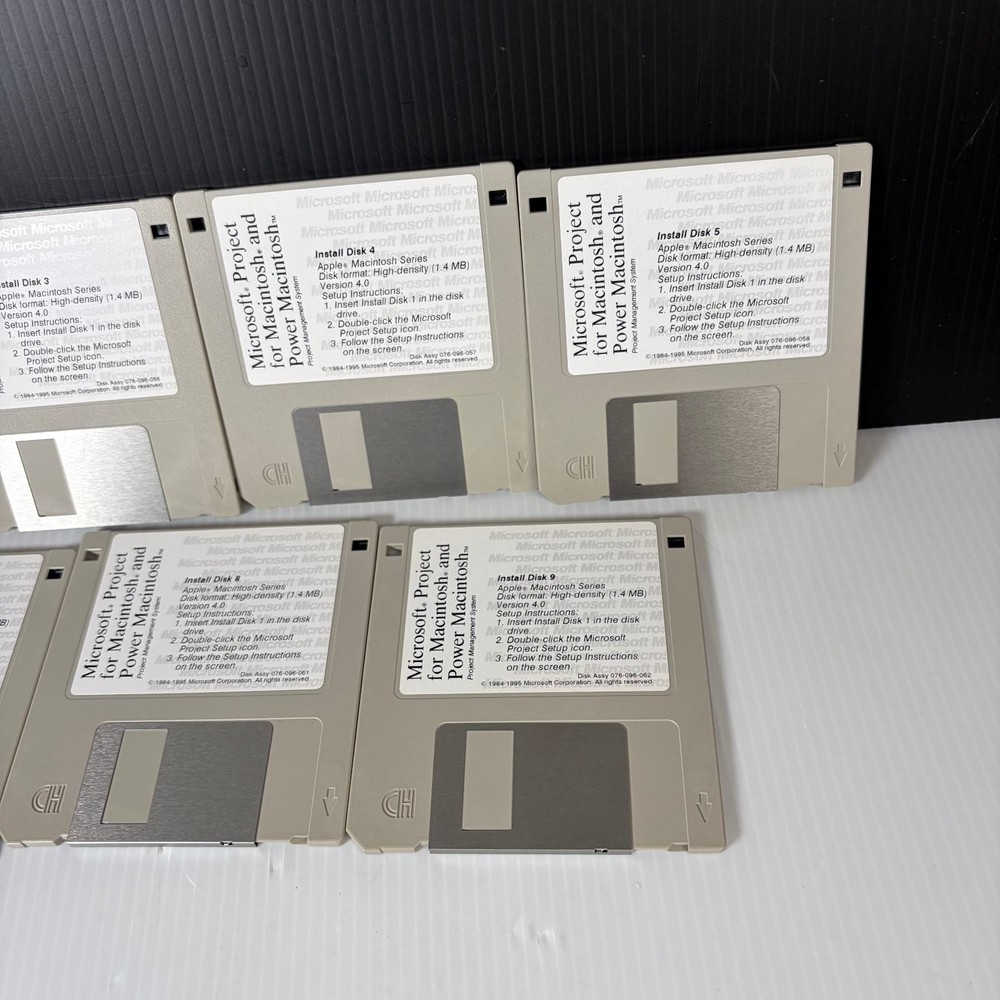 Microsoft Microsoft
Microsoft Microsoft
Install Disk 3
Apple® Macintosh Series
Disk format: High-density (1.4 MB)
Version 4.0
Setup Instructions:
1. Insert Install Disk 1 in the disk
drive.
2. Double-click the Microsoft
Project Setup icon.
3. Follow the Setup Instructions
on the screen.
Disk Assy 076-096-056
© 1984-1995 Microsoft Corporation. All rights reserved.
Microsoft® Project
for Macintosh® and
Power Macintosh™
Project Management System
Install Disk 4
Apple® Macintosh Series
Disk format: High-density (1.4 MB)
Version 4.0
Setup Instructions:
1. Insert Install Disk 1 in the disk
drive.
2. Double-click the Microsoft
Project Setup icon.
3. Follow the Setup Instructions
on the screen.
Disk Assy 076-096-057
© 1984-1995 Microsoft Corporation. All rights reserved.
Microsoft® Project
for Macintosh® and
Power Macintosh™
Project Management System
Install Disk 5
Apple® Macintosh Series
Disk format: High-density (1.4 MB)
Version 4.0
Setup Instructions:
1. Insert Install Disk 1 in the disk
drive.
2. Double-click the Microsoft
Project Setup icon.
3. Follow the Setup Instructions
on the screen.
Disk Assy 076-096-058
© 1984-1995 Microsoft Corporation. All rights reserved.
Microsoft® Project
for Macintosh® and
Power Macintosh™
Project Management System
Install Disk 8
Apple® Macintosh Series
Disk format: High-density (1.4 MB)
Version 4.0
Setup Instructions:
1. Insert Install Disk 1 in the disk
drive.
2. Double-click the Microsoft
Project Setup icon.
3. Follow the Setup Instructions
on the screen.
Disk Assy 076-096-061
© 1984-1995 Microsoft Corporation. All rights reserved.
Microsoft® Project
for Macintosh® and
Power Macintosh™
Project Management System
Install Disk 9
Apple® Macintosh Series
Disk format: High-density (1.4 MB)
Version 4.0
Setup Instructions:
1. Insert Install Disk 1 in the disk
drive.
2. Double-click the Microsoft
Project Setup icon.
3. Follow the Setup Instructions
on the screen.
Disk Assy 076-096-062
© 1984-1995 Microsoft Corporation. All rights reserved.